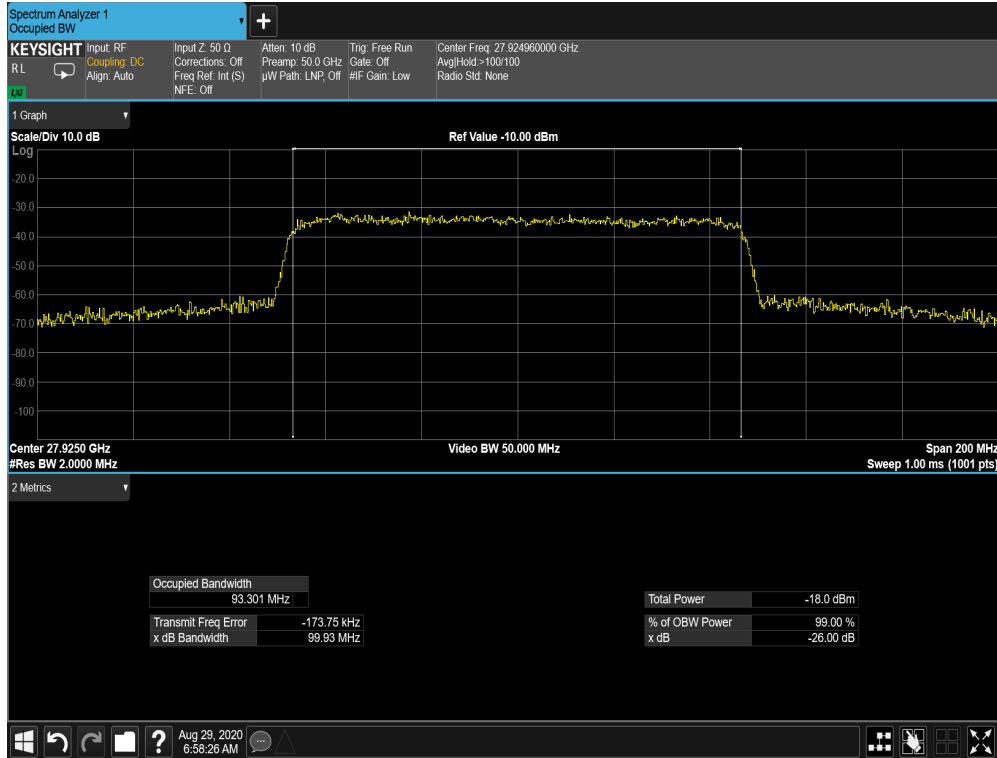 Spectrum Analyzer 1
Occupied BW
KEYSIGHT
R L
LXI
Input: RF
Coupling: DC
Align: Auto
Input Z: 50 Ω
Corrections: Off
Freq Ref: Int (S)
NFE: Off
Atten: 10 dB
Preamp: 50.0 GHz
µW Path: LNP, Off
Trig: Free Run
Gate: Off
#IF Gain: Low
Center Freq: 27.924960000 GHz
Avg|Hold:>100/100
Radio Std: None
1 Graph
Scale/Div 10.0 dB
Ref Value -10.00 dBm
Log
-20.0
-30.0
-40.0
-50.0
-60.0
-70.0
-80.0
-90.0
-100
Center 27.9250 GHz
Video BW 50.000 MHz
Span 200 MHz
#Res BW 2.0000 MHz
Sweep 1.00 ms (1001 pts)
2 Metrics
Occupied Bandwidth
93.301 MHz
Total Power -18.0 dBm
Transmit Freq Error -173.75 kHz
% of OBW Power 99.00 %
x dB Bandwidth 99.93 MHz
x dB -26.00 dB
?
Aug 29, 2020
6:58:26 AM